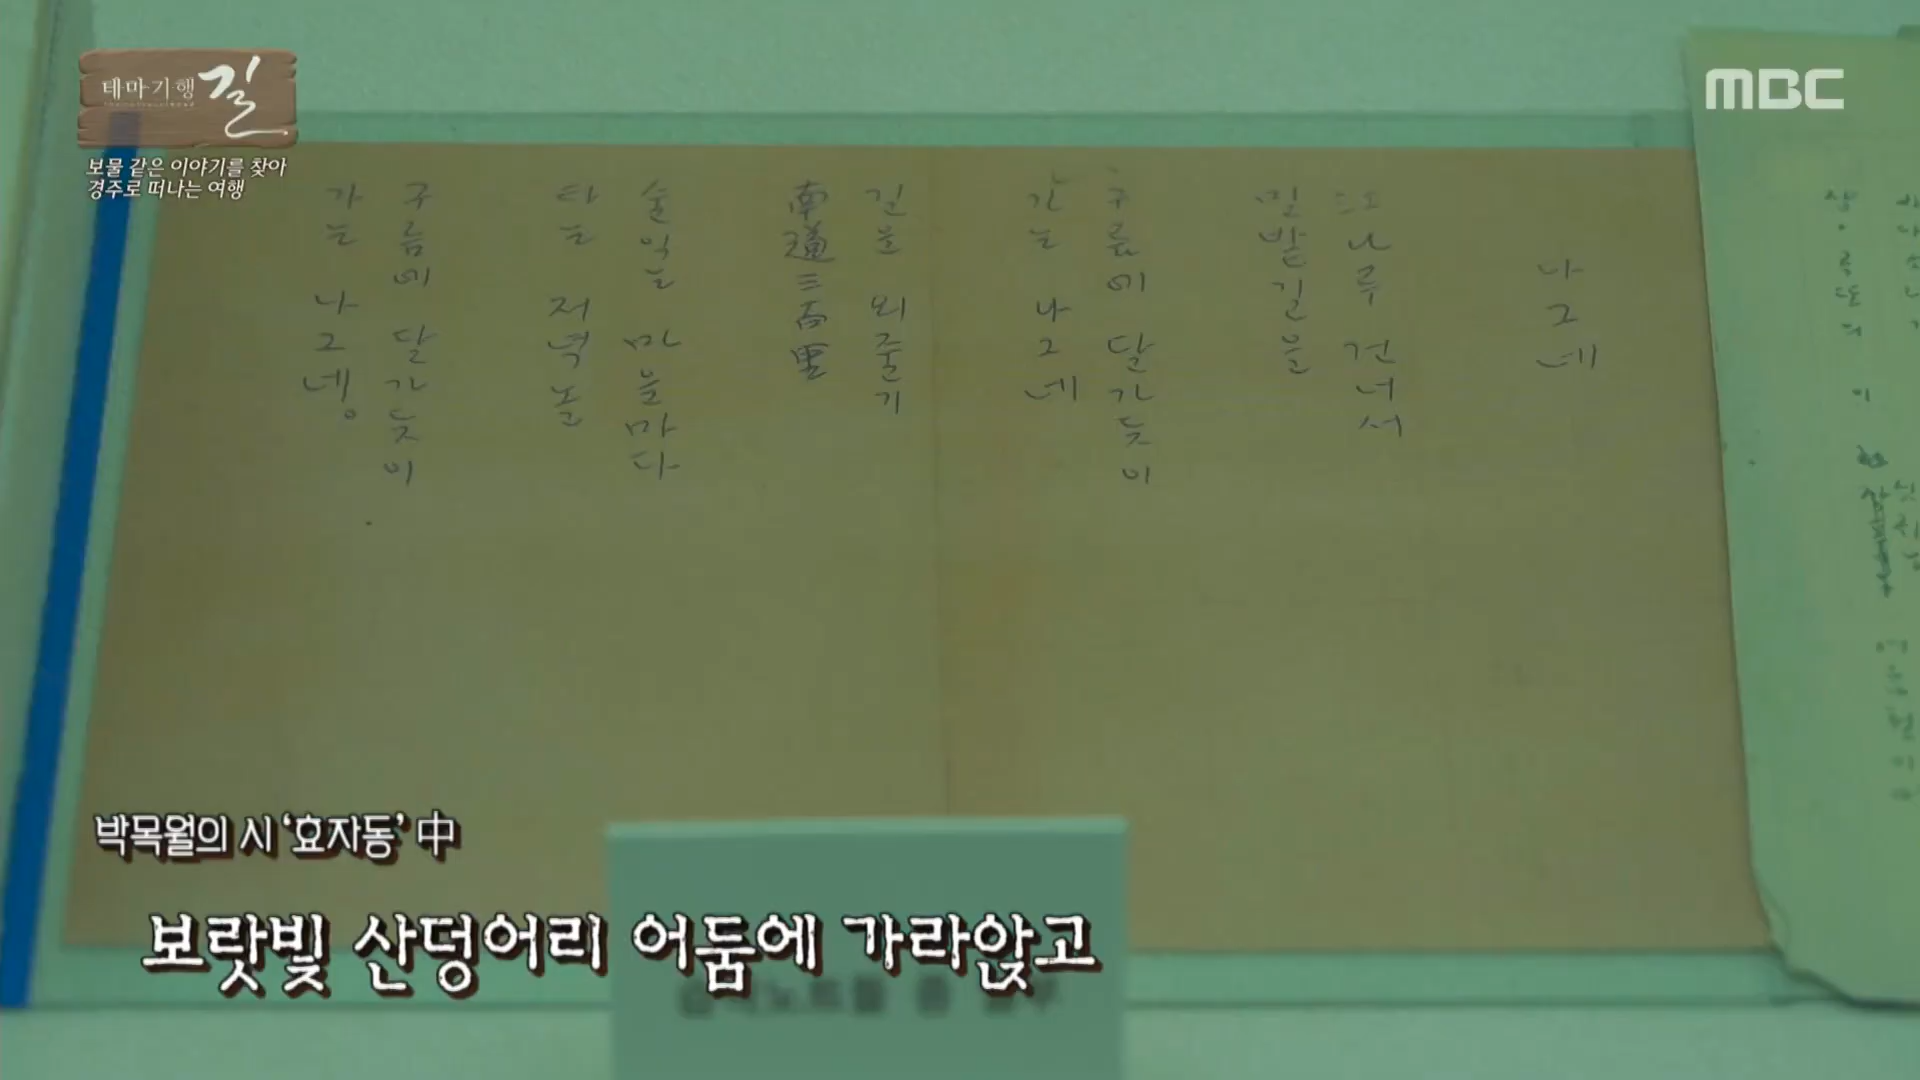 테마기행 길
보물 같은 이야기를 찾아
경주로 떠나는 여행
MBC
나그네
江나루 건너서
밀밭길을
구름에 달가듯이
가는 나그네
길은 외줄기
南道三百里
술익는 마을마다
타는 저녁놀
구름에 달가듯이
가는 나그네。
박목월의 시 ‘효자동’ 中
보랏빛 산덩어리 어둠에 가라앉고